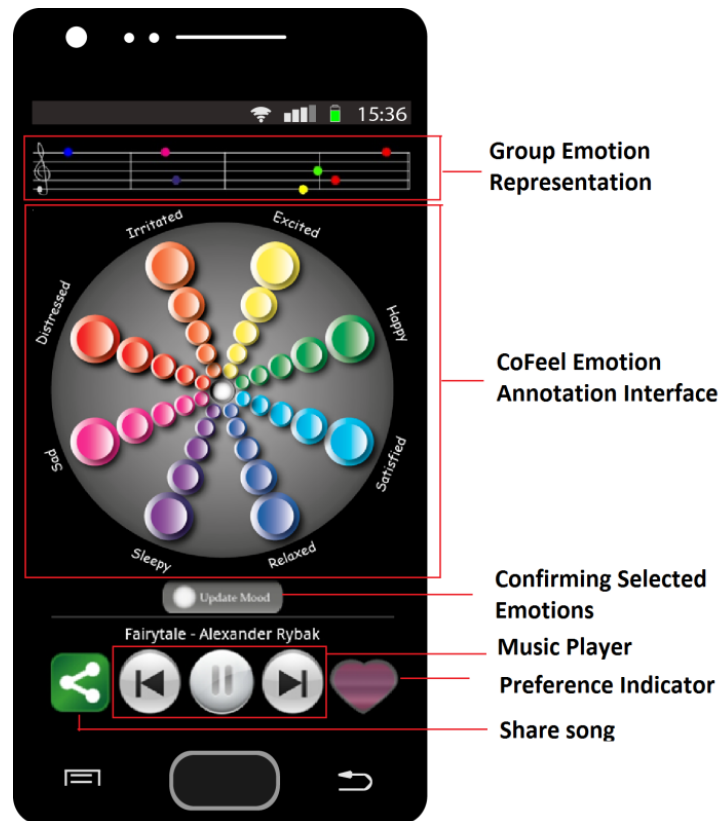 15:36
Group Emotion
Representation
Irritated
Excited
Distressed
Happy
CoFeel Emotion
Annotation Interface
Sad
Satisfied
Sleepy
Relaxed
Update Mood
Confirming Selected
Emotions
Fairytale - Alexander Rybak
Music Player
Preference Indicator
Share song